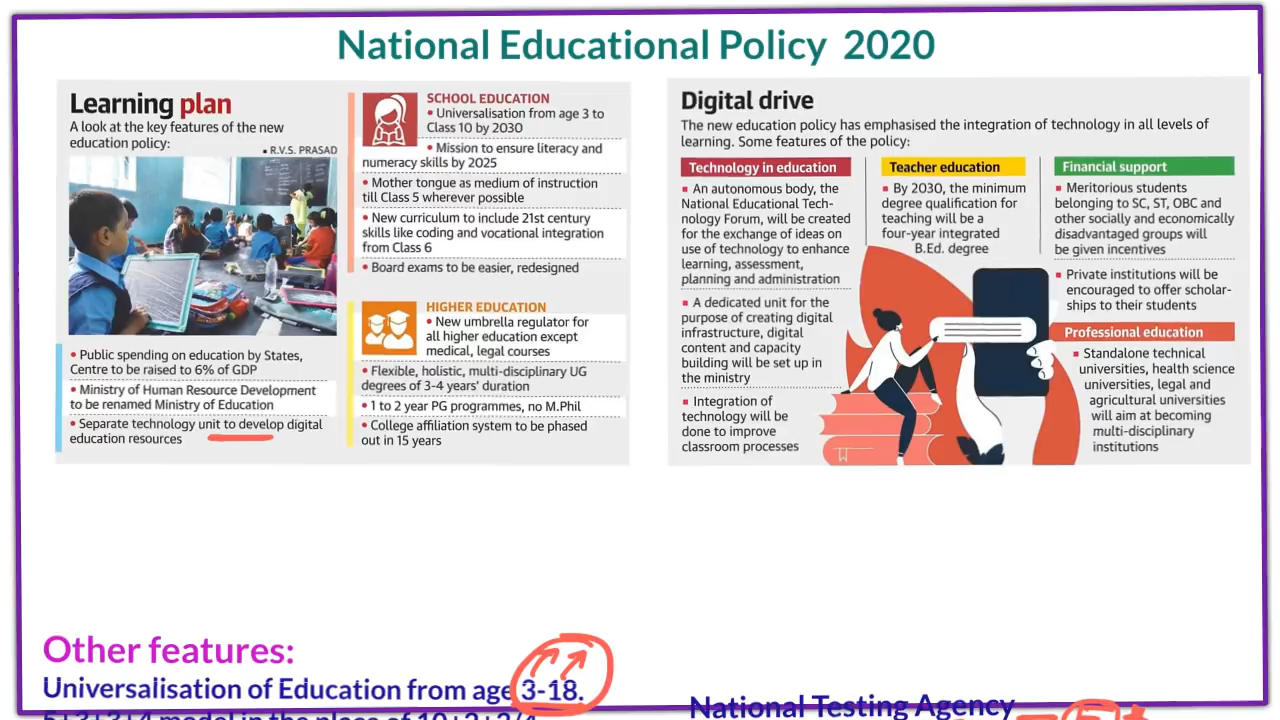 National Educational Policy 2020
Learning plan
A look at the key features of the new
education policy:
▪ R.V.S. PRASAD
• Public spending on education by States,
Centre to be raised to 6% of GDP
• Ministry of Human Resource Development
to be renamed Ministry of Education
• Separate technology unit to develop digital
education resources
SCHOOL EDUCATION
• Universalisation from age 3 to
Class 10 by 2030
• Mission to ensure literacy and
numeracy skills by 2025
• Mother tongue as medium of instruction
till Class 5 wherever possible
• New curriculum to include 21st century
skills like coding and vocational integration
from Class 6
• Board exams to be easier, redesigned
HIGHER EDUCATION
• New umbrella regulator for
all higher education except
medical, legal courses
• Flexible, holistic, multi-disciplinary UG
degrees of 3-4 years' duration
• 1 to 2 year PG programmes, no M.Phil
• College affiliation system to be phased
out in 15 years
Digital drive
The new education policy has emphasised the integration of technology in all levels of
learning. Some features of the policy:
Technology in education
▪ An autonomous body, the
National Educational Tech-
nology Forum, will be created
for the exchange of ideas on
use of technology to enhance
learning, assessment,
planning and administration
▪ A dedicated unit for the
purpose of creating digital
infrastructure, digital
content and capacity
building will be set up in
the ministry
▪ Integration of
technology will be
done to improve
classroom processes
Teacher education
▪ By 2030, the minimum
degree qualification for
teaching will be a
four-year integrated
B.Ed. degree
Financial support
▪ Meritorious students
belonging to SC, ST, OBC and
other socially and economically
disadvantaged groups will
be given incentives
▪ Private institutions will be
encouraged to offer scholar-
ships to their students
Professional education
▪ Standalone technical
universities, health science
universities, legal and
agricultural universities
will aim at becoming
multi-disciplinary
institutions
Other features:
Universalisation of Education from age 3-18.
5+3+3+4 model in the place of 10+2+3/4
National Testing Agency